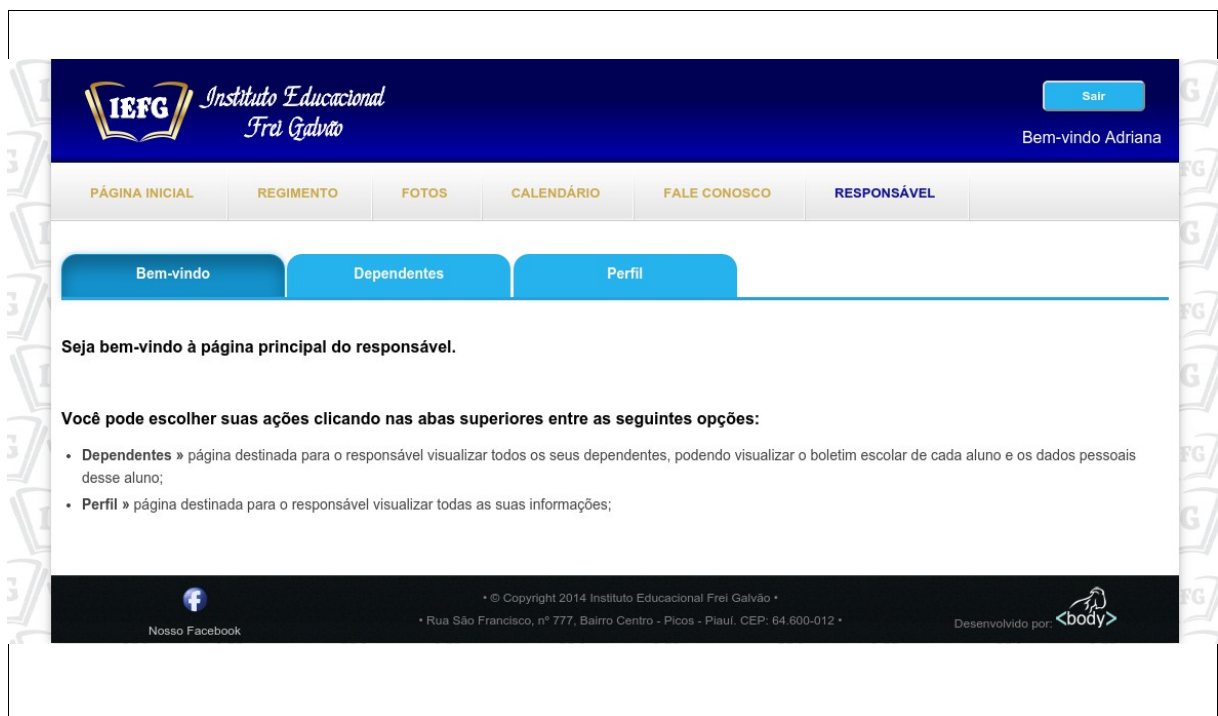 IEFG
Instituto Educacional
Frei Galvão
Sair
Bem-vindo Adriana
PÁGINA INICIAL REGIMENTO FOTOS CALENDÁRIO FALE CONOSCO RESPONSÁVEL
Bem-vindo Dependentes Perfil
Seja bem-vindo à página principal do responsável.
Você pode escolher suas ações clicando nas abas superiores entre as seguintes opções:
• Dependentes » página destinada para o responsável visualizar todos os seus dependentes, podendo visualizar o boletim escolar de cada aluno e os dados pessoais
desse aluno;
• Perfil » página destinada para o responsável visualizar todas as suas informações;
Nosso Facebook
• © Copyright 2014 Instituto Educacional Frei Galvão •
• Rua São Francisco, nº 777, Bairro Centro - Picos - Piauí. CEP: 64.600-012 •
Desenvolvido por: <body>